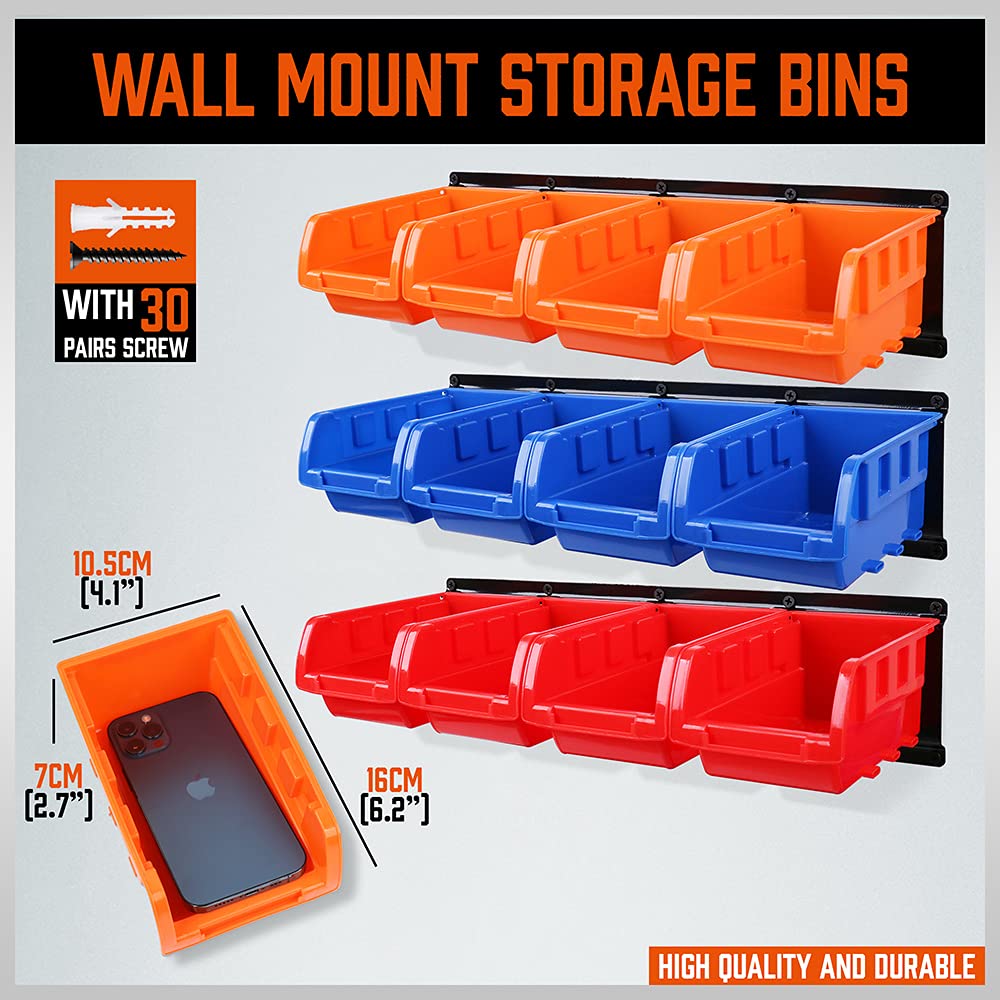 WALL MOUNT STORAGE BINS
WITH 30
PAIRS SCREW
10.5CM
(4.1”)
7CM
(2.7”)
16CM
(6.2”)
HIGH QUALITY AND DURABLE